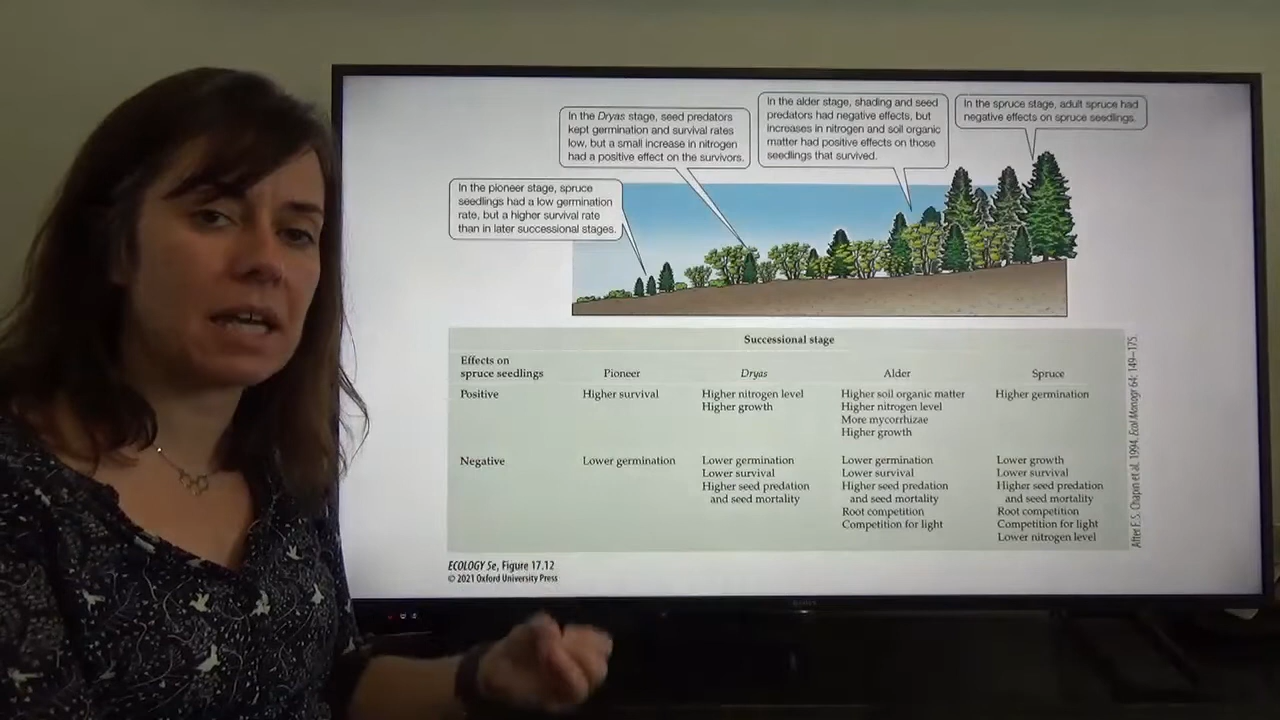 In the pioneer stage, spruce
seedlings had a low germination
rate, but a higher survival rate
than in later successional stages.
In the Dryas stage, seed predators
kept germination and survival rates
low, but a small increase in nitrogen
had a positive effect on the survivors.
In the alder stage, shading and seed
predators had negative effects, but
increases in nitrogen and soil organic
matter had positive effects on those
seedlings that survived.
In the spruce stage, adult spruce had
negative effects on spruce seedlings.
Successional stage
Effects on
spruce seedlings
Pioneer
Dryas
Alder
Spruce
Positive
Higher survival
Higher nitrogen level
Higher growth
Higher soil organic matter
Higher nitrogen level
More mycorrhizae
Higher growth
Higher germination
Negative
Lower germination
Lower germination
Lower survival
Higher seed predation
and seed mortality
Lower germination
Lower survival
Higher seed predation
and seed mortality
Root competition
Competition for light
Lower growth
Lower survival
Higher seed predation
and seed mortality
Root competition
Competition for light
Lower nitrogen level
After F. S. Chapin et al. 1994. Ecol Monogr 64: 149–175.
ECOLOGY 5e, Figure 17.12
© 2021 Oxford University Press
SONY